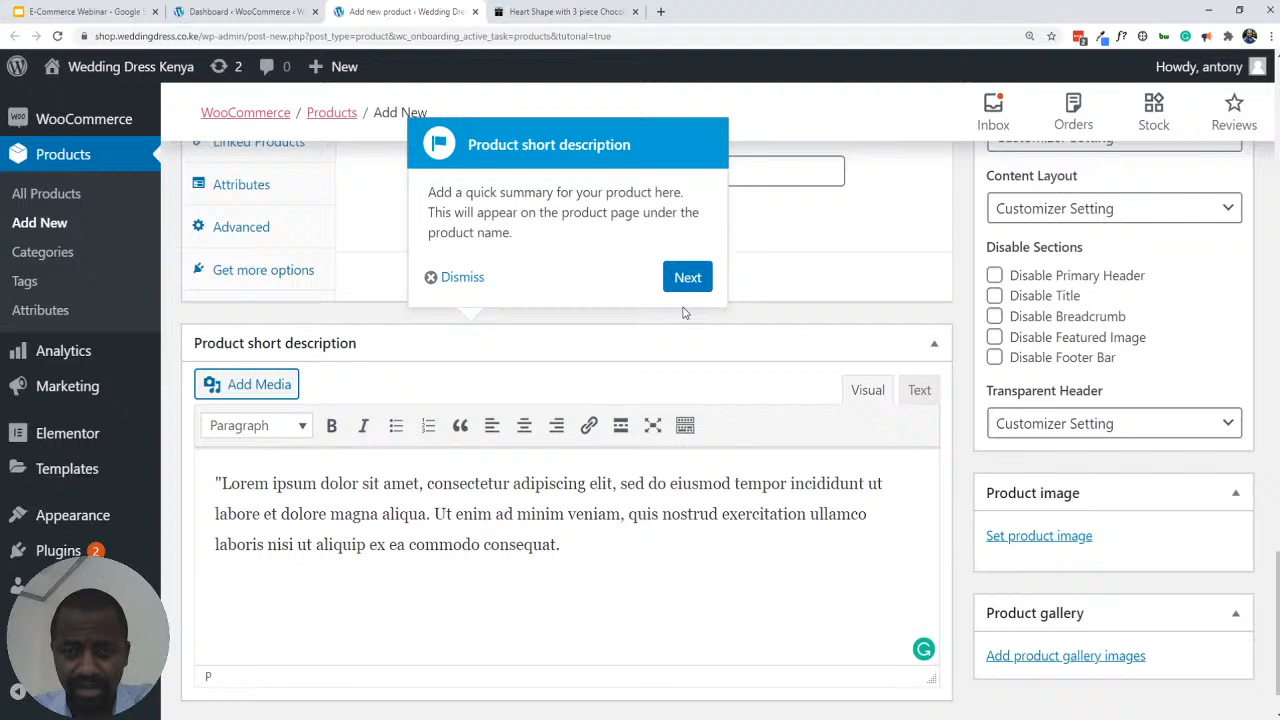 E-Commerce Webinar - Google S
Dashboard ‹ WooCommerce ‹ W
Add new product ‹ Wedding Dre
Heart Shape with 3 piece Chocol
shop.weddingdress.co.ke/wp-admin/post-new.php?post_type=product&wc_onboarding_active_task=products&tutorial=true
Wedding Dress Kenya
2
0
New
Howdy, antony
WooCommerce
Products
All Products
Add New
Categories
Tags
Attributes
Analytics
Marketing
Elementor
Templates
Appearance
Plugins 2
WooCommerce / Products / Add New
Inbox
Orders
Stock
Reviews
Linked Products
Attributes
Advanced
Get more options
Product short description
Add a quick summary for your product here.
This will appear on the product page under the
product name.
Dismiss
Next
Product short description
Add Media
Visual
Text
Paragraph
B
I
"Lorem ipsum dolor sit amet, consectetur adipiscing elit, sed do eiusmod tempor incididunt ut
labore et dolore magna aliqua. Ut enim ad minim veniam, quis nostrud exercitation ullamco
laboris nisi ut aliquip ex ea commodo consequat.
P
Customizer Setting
Content Layout
Customizer Setting
Disable Sections
Disable Primary Header
Disable Title
Disable Breadcrumb
Disable Featured Image
Disable Footer Bar
Transparent Header
Customizer Setting
Product image
Set product image
Product gallery
Add product gallery images